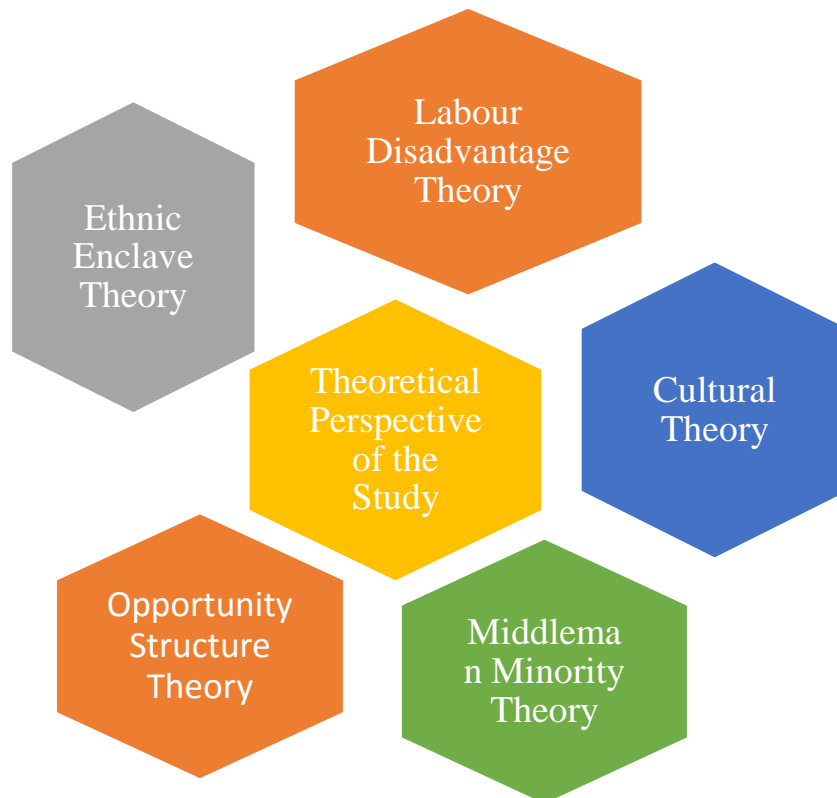 Labour
Disadvantage
Theory
Ethnic
Enclave
Theory
Cultural
Theory
Theoretical
Perspective
of the
Study
Opportunity
Structure
Theory
Middlema
n Minority
Theory